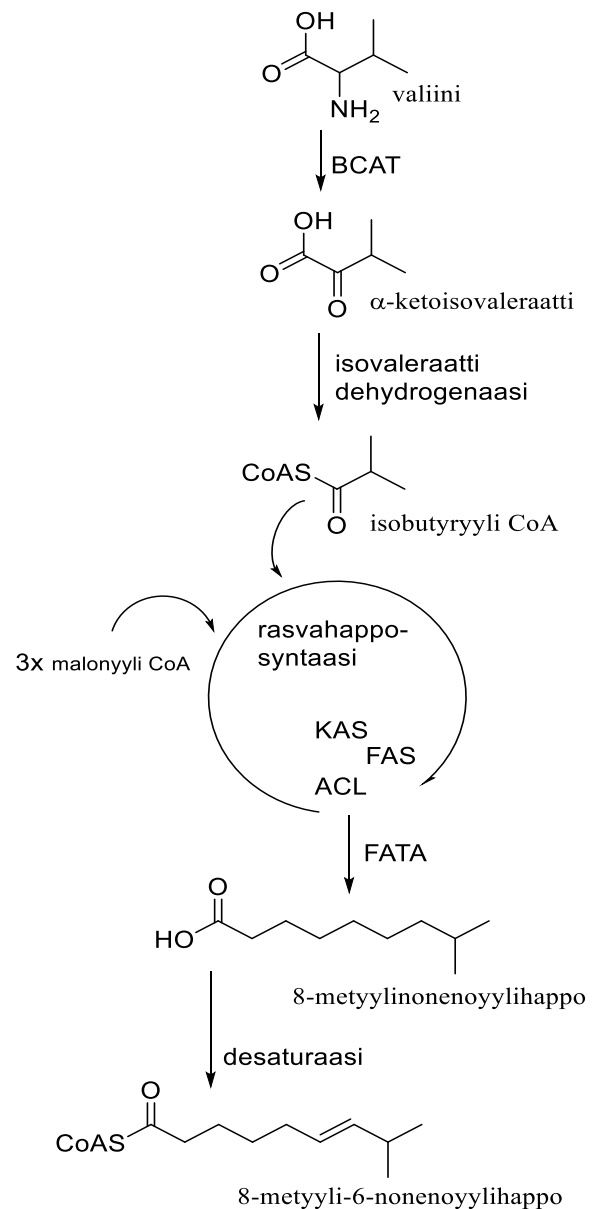 OH
O
NH2
valiini
BCAT
OH
O
O
α-ketoisovaleraatti
isovaleraatti
dehydrogenaasi
CoAS
O
isobutyryyli CoA
rasvahappo-
syntaasi
3x malonyyli CoA
KAS
FAS
ACL
FATA
O
HO
8-metyylinonenoyylihappo
desaturaasi
O
CoAS
8-metyyli-6-nonenoyylihappo